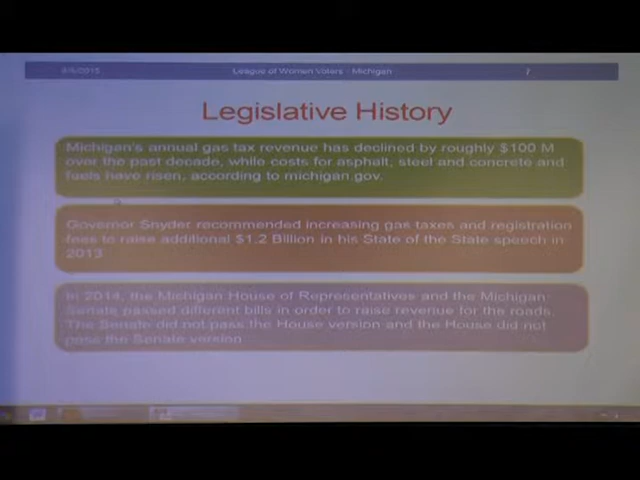 League of Women Voters - Michigan
7
Legislative History
Michigan's annual gas tax revenue has declined by roughly $100 M
over the past decade, while costs for asphalt, steel and concrete and
fuels have risen, according to michigan.gov.
Governor Snyder recommended increasing gas taxes and registration
fees to raise additional $1.2 Billion in his State of the State speech in
2013
In 2014, the Michigan House of Representatives and the Michigan
Senate passed different bills in order to raise revenue for the roads.
The Senate did not pass the House version and the House did not
pass the Senate version